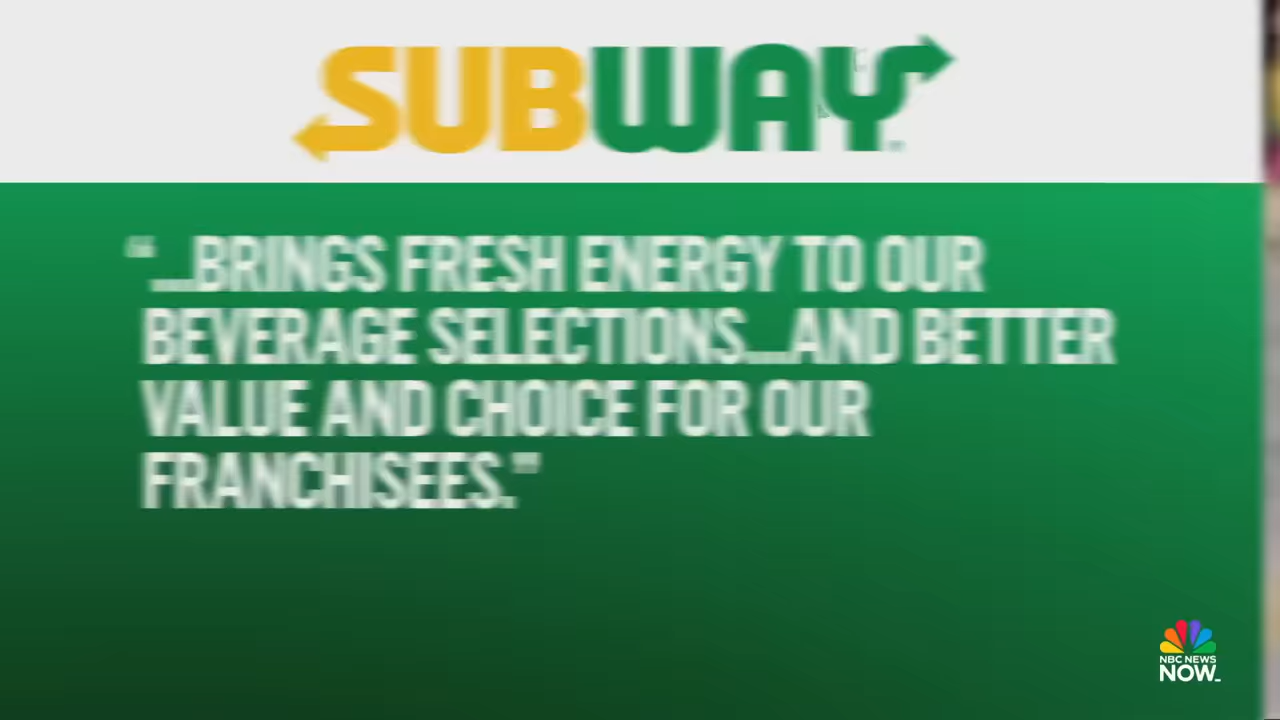 SUBWAY
“...BRINGS FRESH ENERGY TO OUR
BEVERAGE SELECTIONS...AND BETTER
VALUE AND CHOICE FOR OUR
FRANCHISEES.”
NBC NEWS
NOW